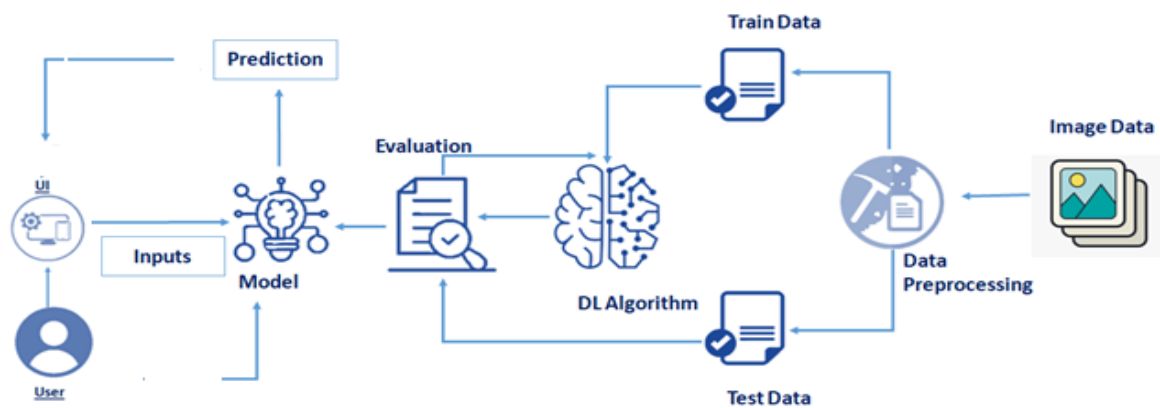 Train Data
Prediction
Image Data
Evaluation
UI
Inputs
Model
Data
Preprocessing
DL Algorithm
User
Test Data